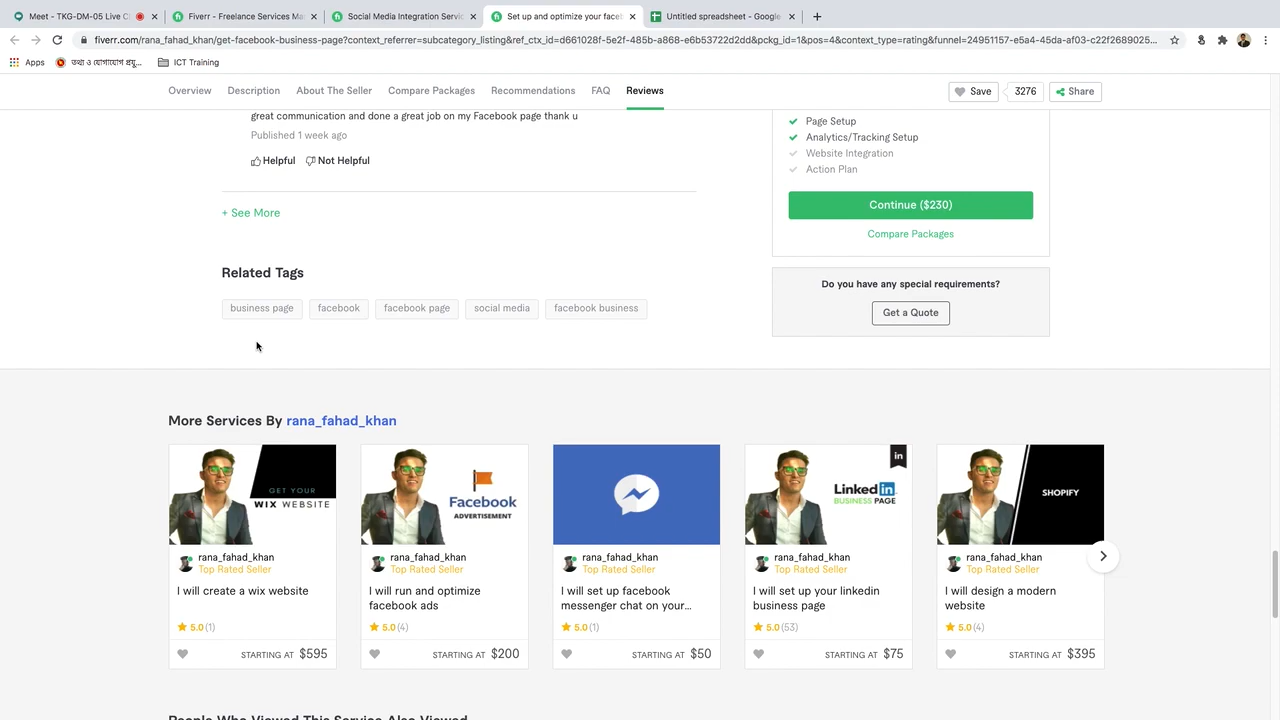 Meet - TKG-DM-05 Live Cl
Fiverr - Freelance Services Mar
Social Media Integration Servic
Set up and optimize your faceb
Untitled spreadsheet - Google
fiverr.com/rana_fahad_khan/get-facebook-business-page?context_referrer=subcategory_listing&ref_ctx_id=d661028f-5e2f-485b-a868-e6b53722d2dd&pckg_id=1&pos=4&context_type=rating&funnel=24951157-e5a4-45da-af03-c22f2689025...
Apps
তথ্য ও যোগাযোগ প্রযু...
ICT Training
Overview
Description
About The Seller
Compare Packages
Recommendations
FAQ
Reviews
Save
3276
Share
great communication and done a great job on my Facebook page thank u
Published 1 week ago
Helpful
Not Helpful
+ See More
Page Setup
Analytics/Tracking Setup
Website Integration
Action Plan
Continue ($230)
Compare Packages
Do you have any special requirements?
Get a Quote
Related Tags
business page
facebook
facebook page
social media
facebook business
More Services By rana_fahad_khan
GET YOUR
WIX WEBSITE
rana_fahad_khan
Top Rated Seller
I will create a wix website
5.0 (1)
STARTING AT $595
Facebook
ADVERTISEMENT
rana_fahad_khan
Top Rated Seller
I will run and optimize
facebook ads
5.0 (4)
STARTING AT $200
rana_fahad_khan
Top Rated Seller
I will set up facebook
messenger chat on your...
5.0 (1)
STARTING AT $50
in
Linked in
BUSINESS PAGE
rana_fahad_khan
Top Rated Seller
I will set up your linkedin
business page
5.0 (53)
STARTING AT $75
SHOPIFY
rana_fahad_khan
Top Rated Seller
I will design a modern
website
5.0 (4)
STARTING AT $395
People Who Viewed This Service Also Viewed